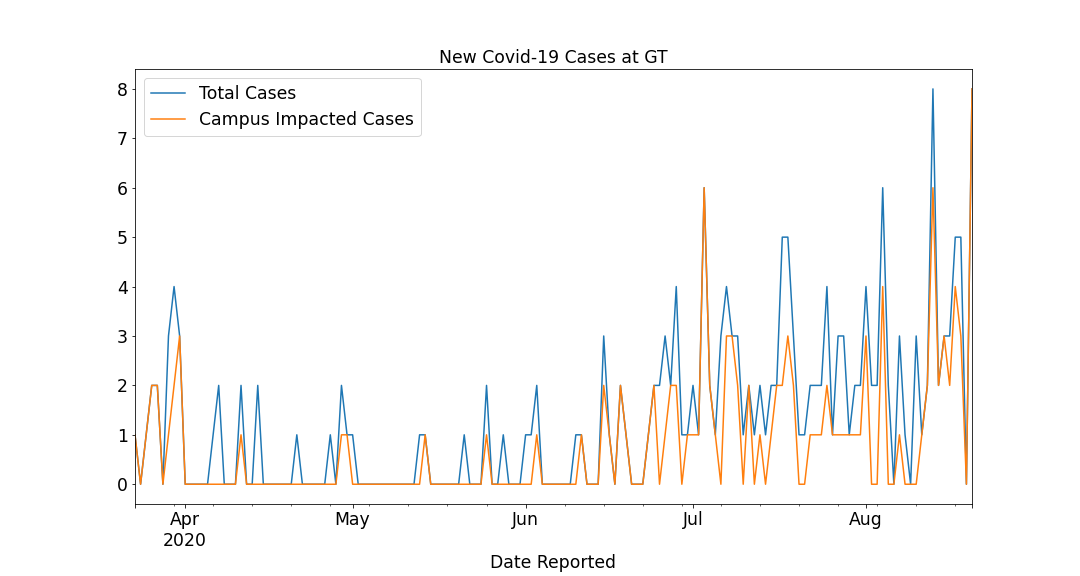 New Covid-19 Cases at GT
Total Cases
Campus Impacted Cases
8
7
6
5
4
3
2
1
0
Apr May Jun Jul Aug
2020
Date Reported